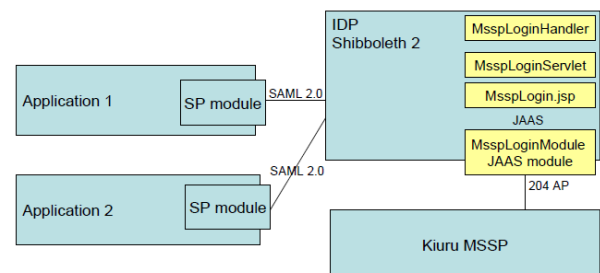 IDP
Shibboleth 2
MsspLoginHandler
MsspLoginServlet
MsspLogin.jsp
JAAS
MsspLoginModule
JAAS module
Application 1
SP module
SAML 2.0
SAML 2.0
Application 2
SP module
204 AP
Kiuru MSSP